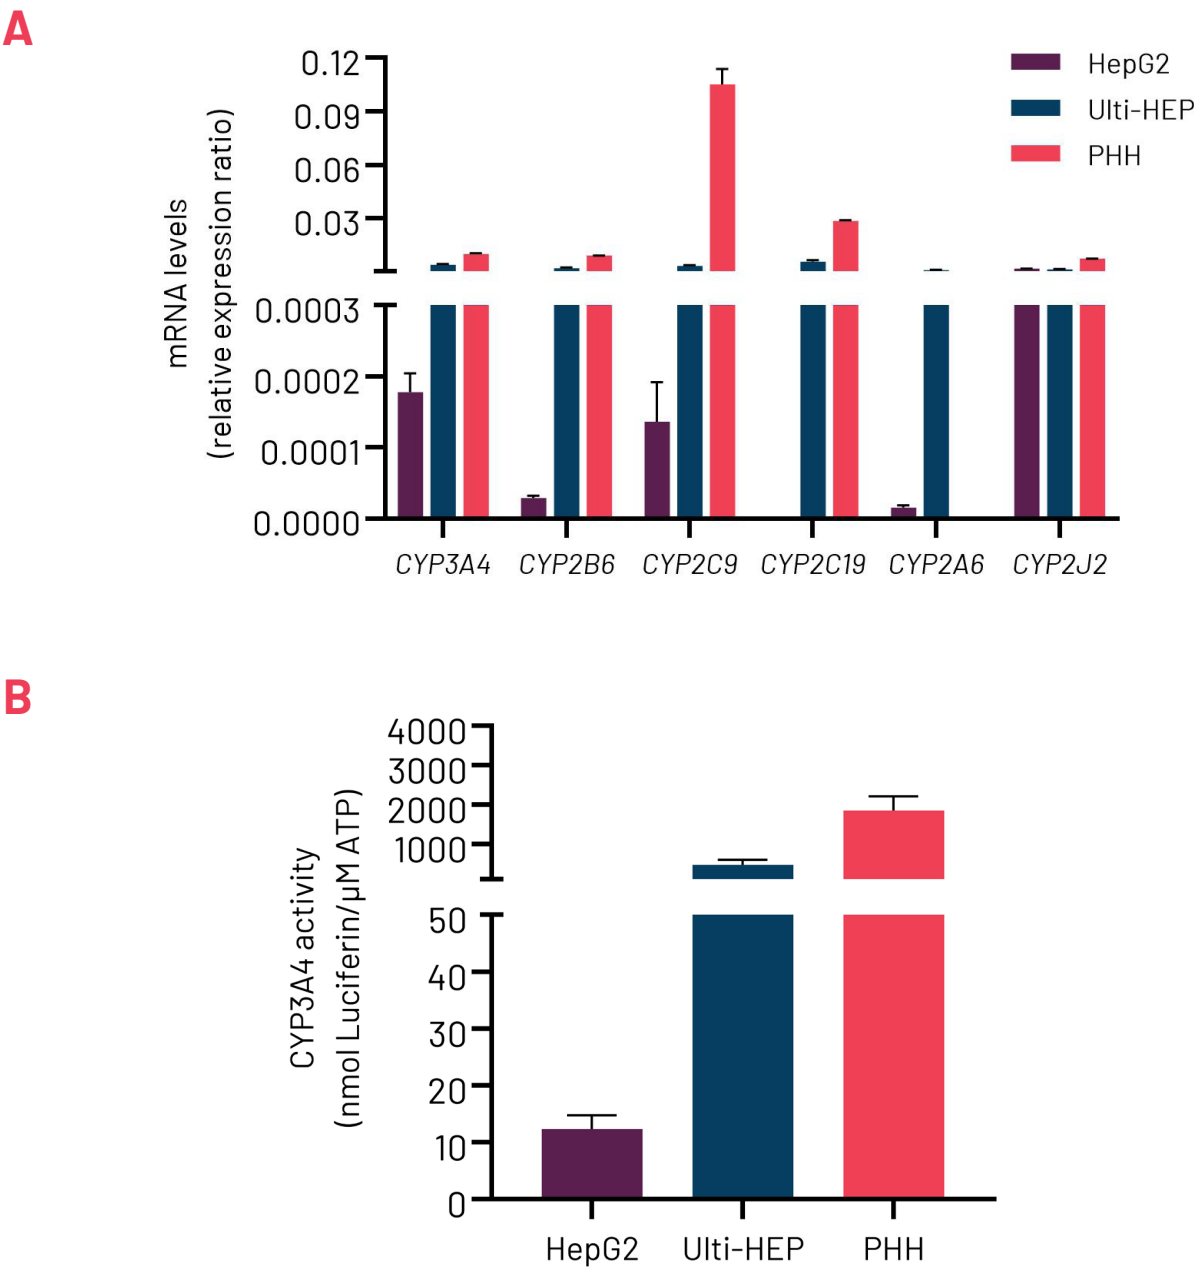 A
0.12
0.09
0.06
0.03
0.0003
0.0002
0.0001
0.0000
mRNA levels
(relative expression ratio)
HepG2
Ulti-HEP
PHH
CYP3A4
CYP2B6
CYP2C9
CYP2C19
CYP2A6
CYP2J2
B
4000
3000
2000
1000
50
40
30
20
10
0
CYP3A4 activity
(nmol Luciferin/µM ATP)
HepG2
Ulti-HEP
PHH